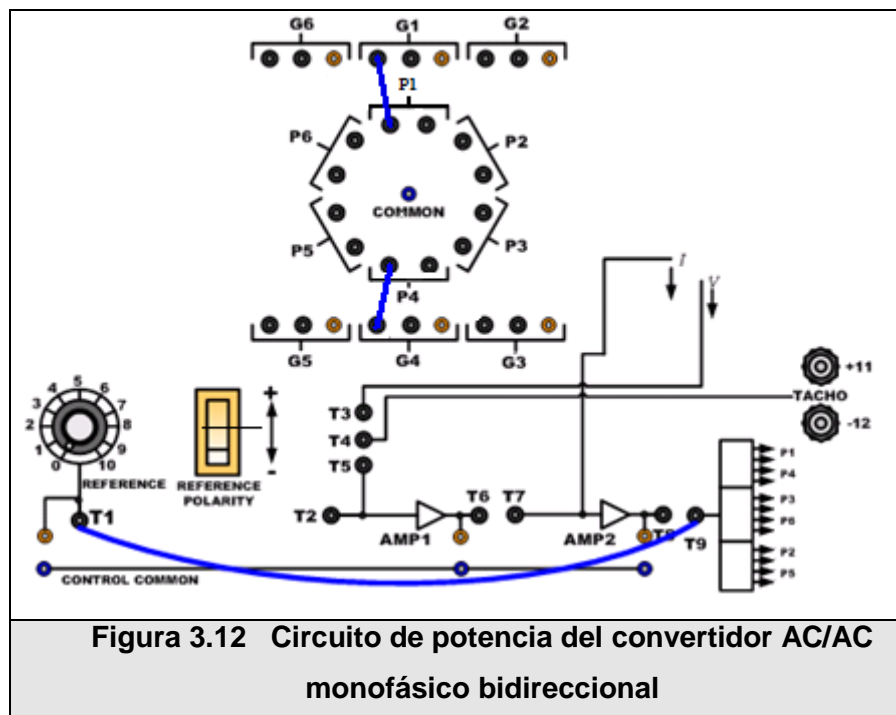 G6 G1 G2
P1
P6 P2
COMMON
P5 P3
P4
I
V
G5 G4 G3
+11
TACHO
-12
0 1 2 3 4 5 6 7 8 9 10
REFERENCE
+
-
REFERENCE
POLARITY
T3
T4
T5
T1
T2 T6 T7 T8 T9
AMP1 AMP2
P1
P4
P3
P6
P2
P5
CONTROL COMMON
Figura 3.12 Circuito de potencia del convertidor AC/AC
monofásico bidireccional